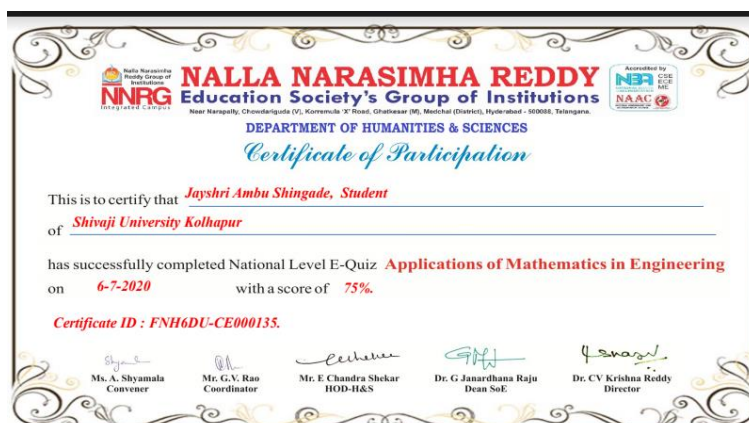 Nalla Narasimha
Reddy Group of
Institutions
NNRG
Integrated Campus
NALLA NARASIMHA REDDY
Education Society's Group of Institutions
Near Narapally, Chowdariguda (V), Korremula 'X' Road, Ghatkesar (M), Medchal (District), Hyderabad - 500088, Telangana.
Accredited by
NBA
CSE
ECE
ME
NAAC
DEPARTMENT OF HUMANITIES & SCIENCES
Certificate of Participation
This is to certify that Jayshri Ambu Shingade, Student
of Shivaji University Kolhapur
has successfully completed National Level E-Quiz Applications of Mathematics in Engineering
on 6-7-2020 with a score of 75%.
Certificate ID : FNH6DU-CE000135.
Ms. A. Shyamala Mr. G.V. Rao Mr. E Chandra Shekar Dr. G Janardhana Raju Dr. CV Krishna Reddy
Convener Coordinator HOD-H&S Dean SoE Director